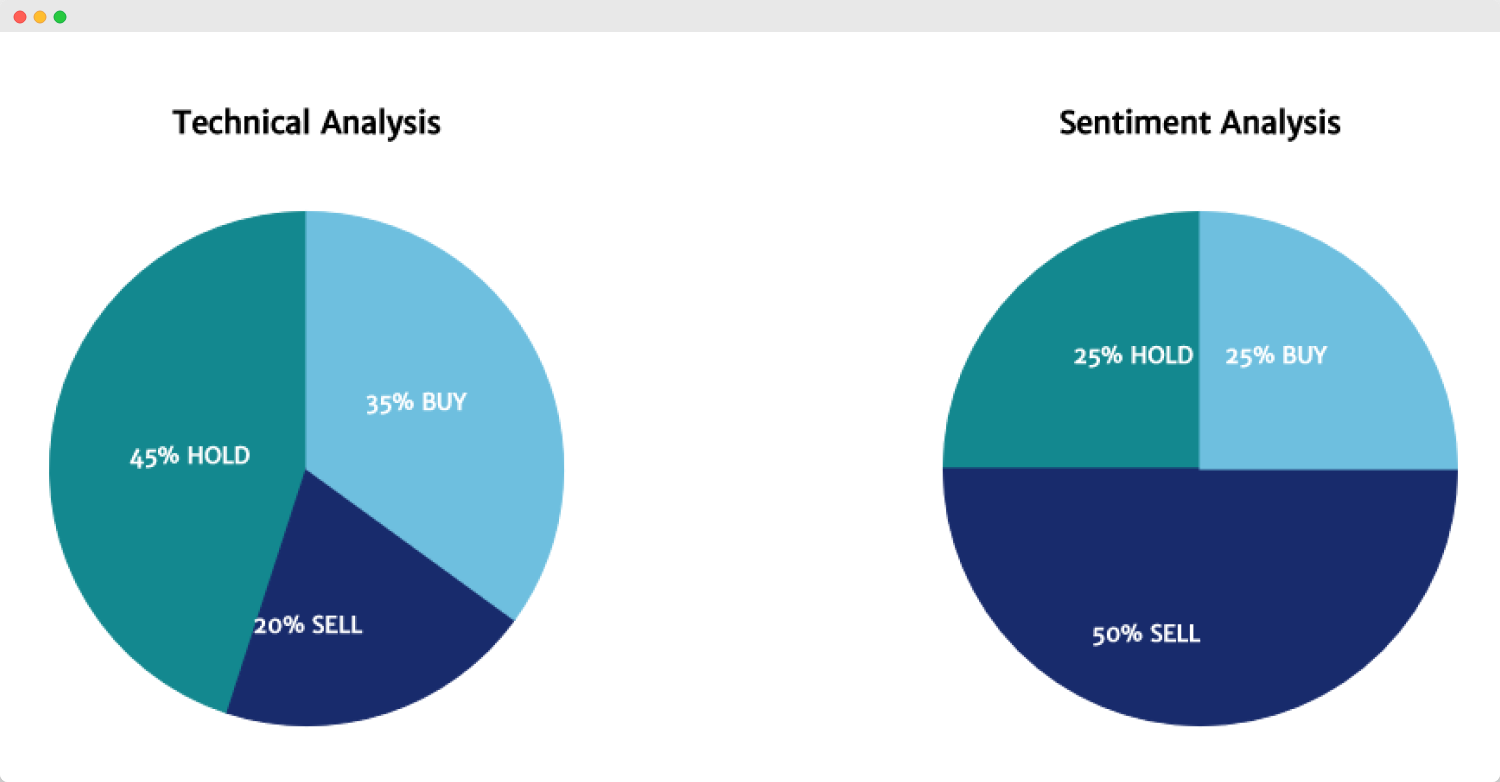 Technical Analysis
35% BUY
45% HOLD
20% SELL
Sentiment Analysis
25% HOLD
25% BUY
50% SELL